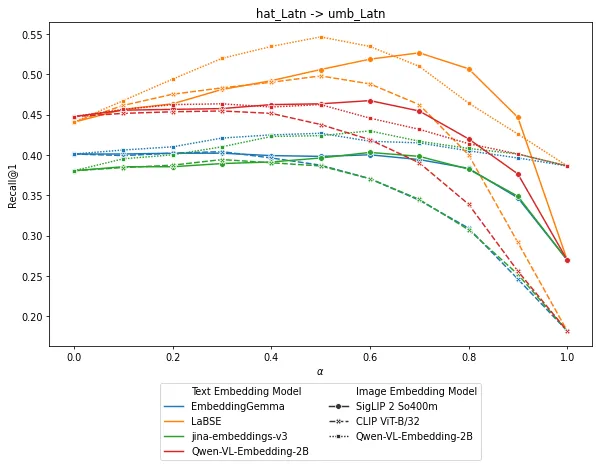 hat_Latn -> umb_Latn
Recall@1
0.55
0.50
0.45
0.40
0.35
0.30
0.25
0.20
0.0 0.2 0.4 0.6 0.8 1.0
α
Text Embedding Model
EmbeddingGemma
LaBSE
jina-embeddings-v3
Qwen-VL-Embedding-2B
Image Embedding Model
SigLIP 2 So400m
CLIP ViT-B/32
Qwen-VL-Embedding-2B